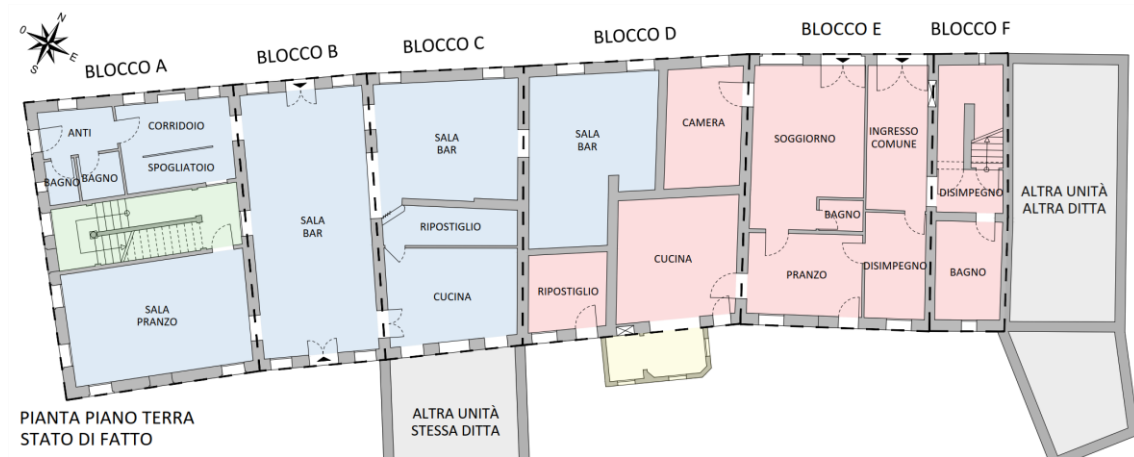 N
O
E
S
BLOCCO A
BLOCCO B
BLOCCO C
BLOCCO D
BLOCCO E
BLOCCO F
ANTI
CORRIDOIO
SPOGLIATOIO
BAGNO
BAGNO
SALA
PRANZO
SALA
BAR
SALA
BAR
RIPOSTIGLIO
CUCINA
SALA
BAR
CAMERA
RIPOSTIGLIO
CUCINA
SOGGIORNO
INGRESSO
COMUNE
BAGNO
PRANZO
DISIMPEGNO
DISIMPEGNO
BAGNO
ALTRA UNITÀ
ALTRA DITTA
ALTRA UNITÀ
STESSA DITTA
PIANTA PIANO TERRA
STATO DI FATTO